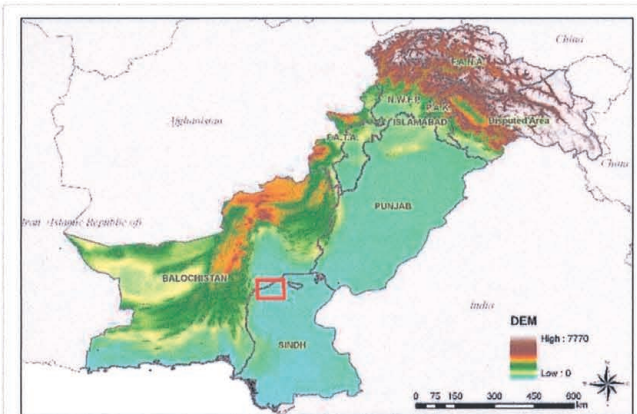 China
F.A.N.A.
N.W.F.P.
P.A.K.
Afghanistan
ISLAMABAD
Disputed Area
F.A.T.A.
China
PUNJAB
Iran (Islamic Republic of)
BALOCHISTAN
India
DEM
High : 7770
SINDH
Low : 0
0 75 150 300 450 600
km